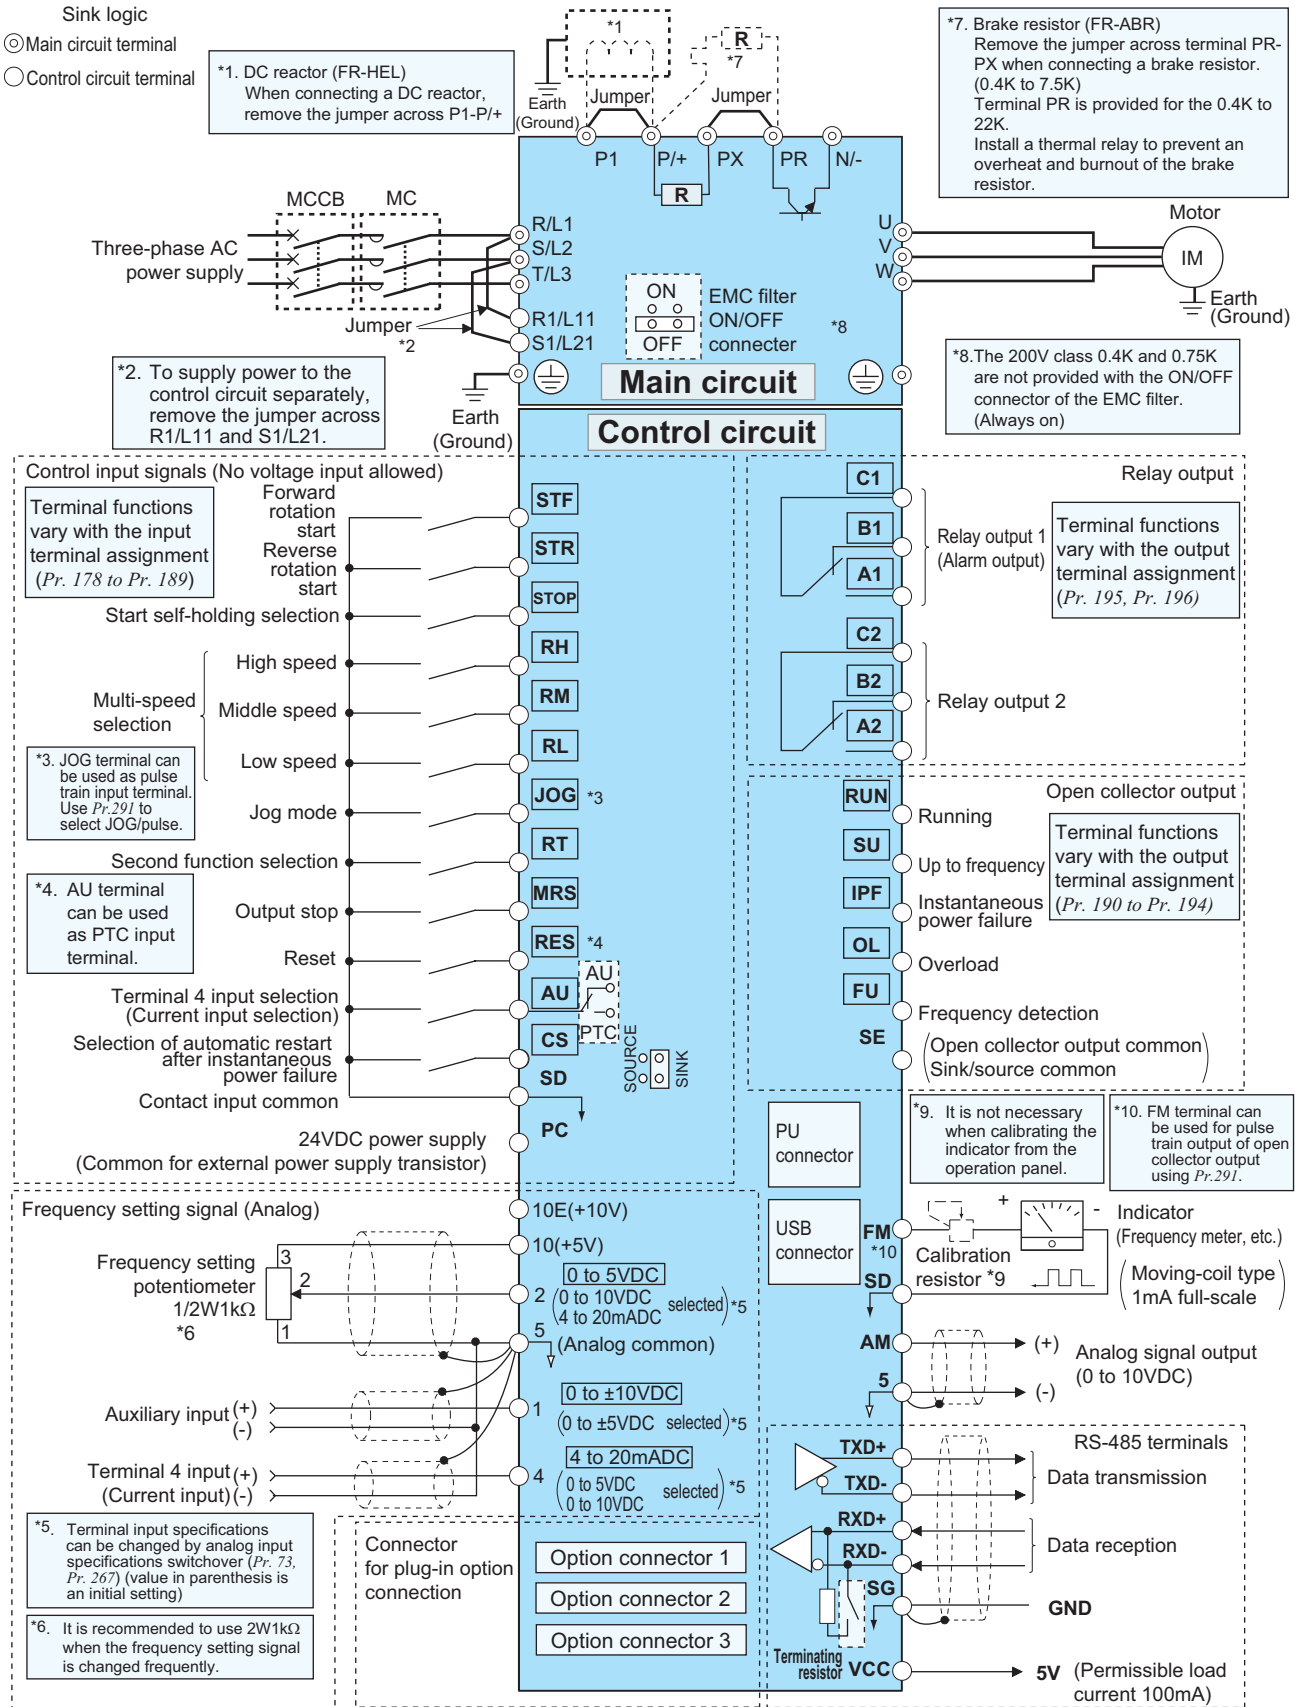 Sink logic
Main circuit terminal
Control circuit terminal
*1. DC reactor (FR-HEL)
When connecting a DC reactor,
remove the jumper across P1-P/+
*1
R
*7
Earth
(Ground)
Jumper
Jumper
*7. Brake resistor (FR-ABR)
Remove the jumper across terminal PR-
PX when connecting a brake resistor.
(0.4K to 7.5K)
Terminal PR is provided for the 0.4K to
22K.
Install a thermal relay to prevent an
overheat and burnout of the brake
resistor.
P1
P/+
PX
PR
N/-
R
MCCB
MC
Three-phase AC
power supply
R/L1
S/L2
T/L3
R1/L11
S1/L21
Jumper
*2
ON
OFF
EMC filter
ON/OFF
connecter
*8
U
V
W
Motor
IM
Earth
(Ground)
*2. To supply power to the
control circuit separately,
remove the jumper across
R1/L11 and S1/L21.
Earth
(Ground)
Main circuit
*8.The 200V class 0.4K and 0.75K
are not provided with the ON/OFF
connector of the EMC filter.
(Always on)
Control circuit
Control input signals (No voltage input allowed)
Terminal functions
vary with the input
terminal assignment
(Pr. 178 to Pr. 189)
Forward
rotation
start
STF
Reverse
rotation
start
STR
Start self-holding selection
STOP
Multi-speed
selection
High speed
RH
Middle speed
RM
Low speed
RL
*3. JOG terminal can
be used as pulse
train input terminal.
Use Pr.291 to
select JOG/pulse.
Jog mode
JOG
*3
Second function selection
RT
*4. AU terminal
can be used
as PTC input
terminal.
Output stop
MRS
Reset
RES
*4
Terminal 4 input selection
(Current input selection)
AU
AU
PTC
Selection of automatic restart
after instantaneous
power failure
CS
SOURCE
SINK
Contact input common
SD
24VDC power supply
(Common for external power supply transistor)
PC
Relay output
C1
B1
A1
Relay output 1
(Alarm output)
Terminal functions
vary with the output
terminal assignment
(Pr. 195, Pr. 196)
C2
B2
A2
Relay output 2
Open collector output
RUN
Running
SU
Up to frequency
IPF
Instantaneous
power failure
OL
Overload
FU
Frequency detection
SE
(Open collector output common
Sink/source common)
Terminal functions
vary with the output
terminal assignment
(Pr. 190 to Pr. 194)
PU
connector
USB
connector
*9. It is not necessary
when calibrating the
indicator from the
operation panel.
*10. FM terminal can
be used for pulse
train output of open
collector output
using Pr.291.
FM
*10
SD
Calibration
resistor *9
+
-
Indicator
(Frequency meter, etc.)
(Moving-coil type
1mA full-scale)
AM
5
(+)
(-)
Analog signal output
(0 to 10VDC)
Frequency setting signal (Analog)
Frequency setting
potentiometer
1/2W1kΩ
*6
3
2
1
10E(+10V)
10(+5V)
2
0 to 5VDC
(0 to 10VDC
4 to 20mADC selected) *5
5
(Analog common)
Auxiliary input (+)
(-)
1
0 to ±10VDC
(0 to ±5VDC selected) *5
Terminal 4 input (+)
(Current input) (-)
4
4 to 20mADC
(0 to 5VDC
0 to 10VDC selected) *5
*5. Terminal input specifications
can be changed by analog input
specifications switchover (Pr. 73,
Pr. 267) (value in parenthesis is
an initial setting)
*6. It is recommended to use 2W1kΩ
when the frequency setting signal
is changed frequently.
Connector
for plug-in option
connection
Option connector 1
Option connector 2
Option connector 3
RS-485 terminals
TXD+
TXD-
Data transmission
RXD+
RXD-
Data reception
SG
GND
Terminating
resistor
VCC
5V (Permissible load
current 100mA)